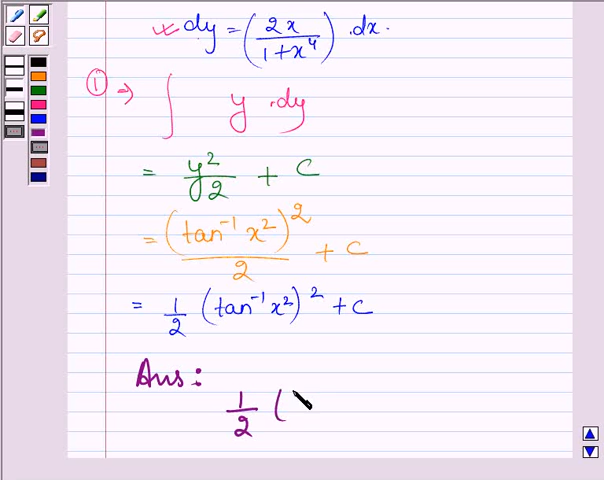 dy = (2x / 1+x⁴) .dx.
① ⇒ ∫ y .dy
= y²/2 + C
= (tan⁻¹ x²)²/2 + C
= 1/2 (tan⁻¹ x²)² + C
Ans:
1/2 (